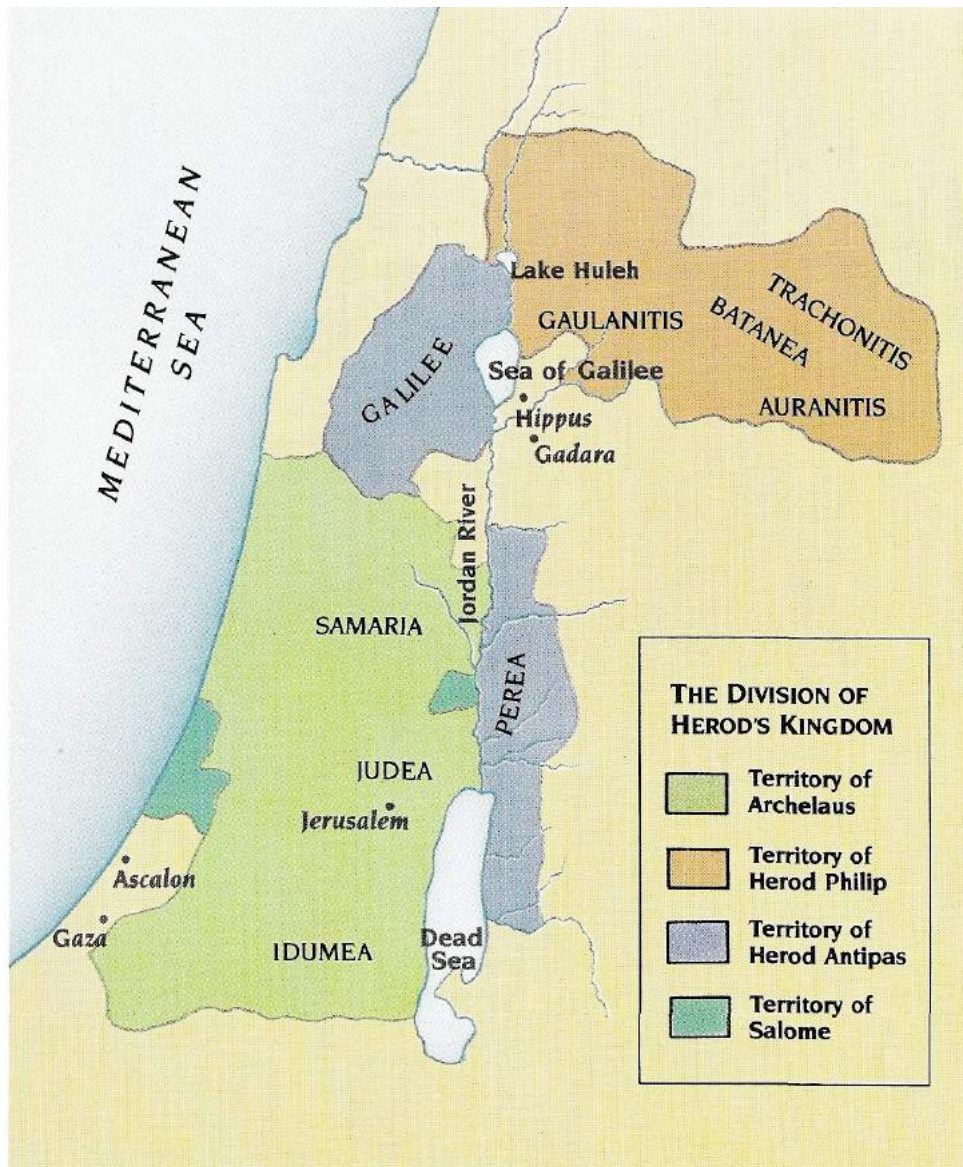 MEDITERRANEAN
SEA
Lake Huleh
GAULANITIS
BATANEA
TRACHONITIS
AURANITIS
GALILEE
Sea of Galilee
Hippus
Gadara
Jordan River
SAMARIA
PEREA
JUDEA
Jerusalem
Ascalon
Gaza
IDUMEA
Dead
Sea
THE DIVISION OF
HEROD'S KINGDOM
Territory of
Archelaus
Territory of
Herod Philip
Territory of
Herod Antipas
Territory of
Salome